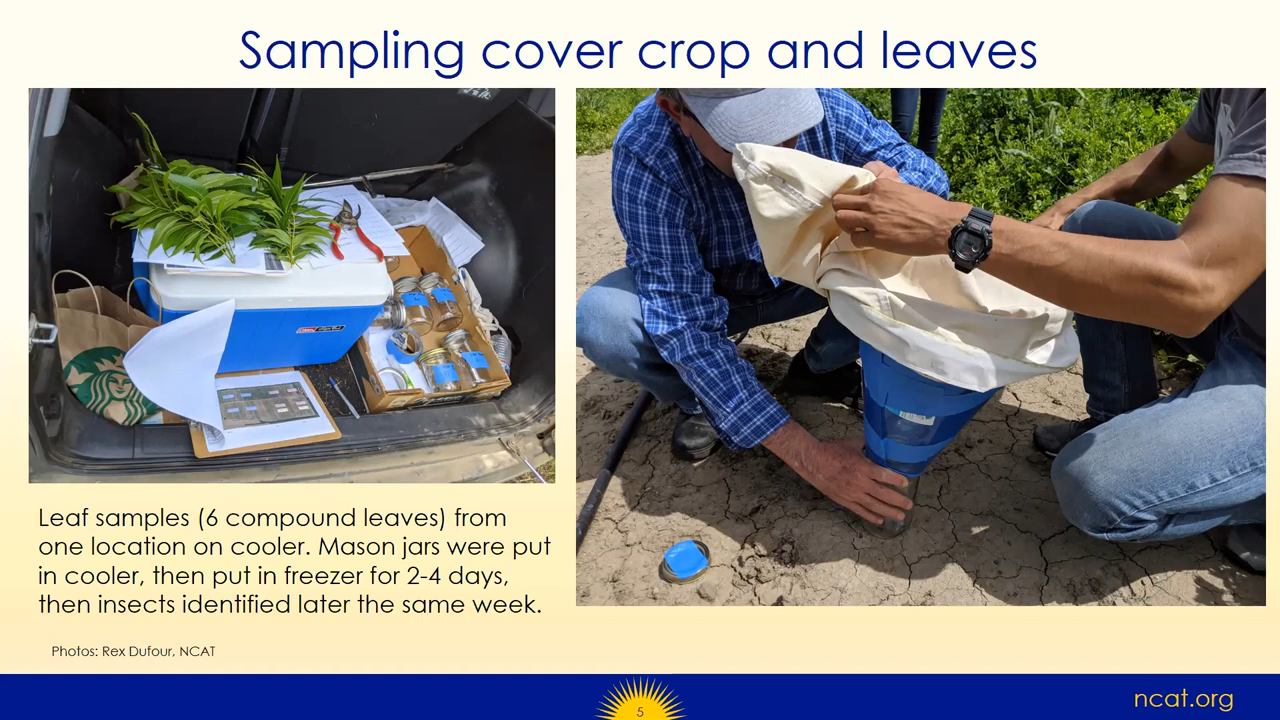 Sampling cover crop and leaves
Leaf samples (6 compound leaves) from
one location on cooler. Mason jars were put
in cooler, then put in freezer for 2-4 days,
then insects identified later the same week.
Photos: Rex Dufour, NCAT
5
ncat.org